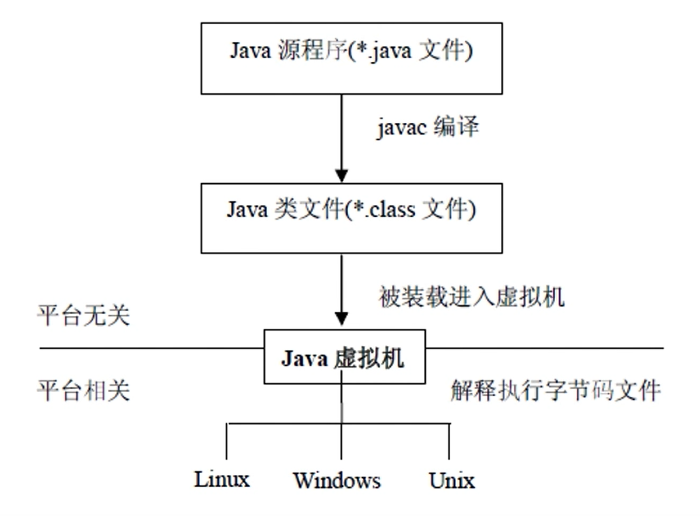 Java 源程序(*.java 文件)
javac 编译
Java 类文件(*.class 文件)
被装载进入虚拟机
平台无关
Java 虚拟机
平台相关
解释执行字节码文件
Linux
Windows
Unix